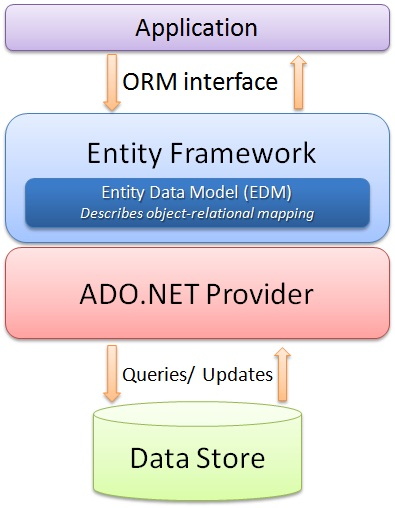 Application
ORM interface
Entity Framework
Entity Data Model (EDM)
Describes object-relational mapping
ADO.NET Provider
Queries/ Updates
Data Store